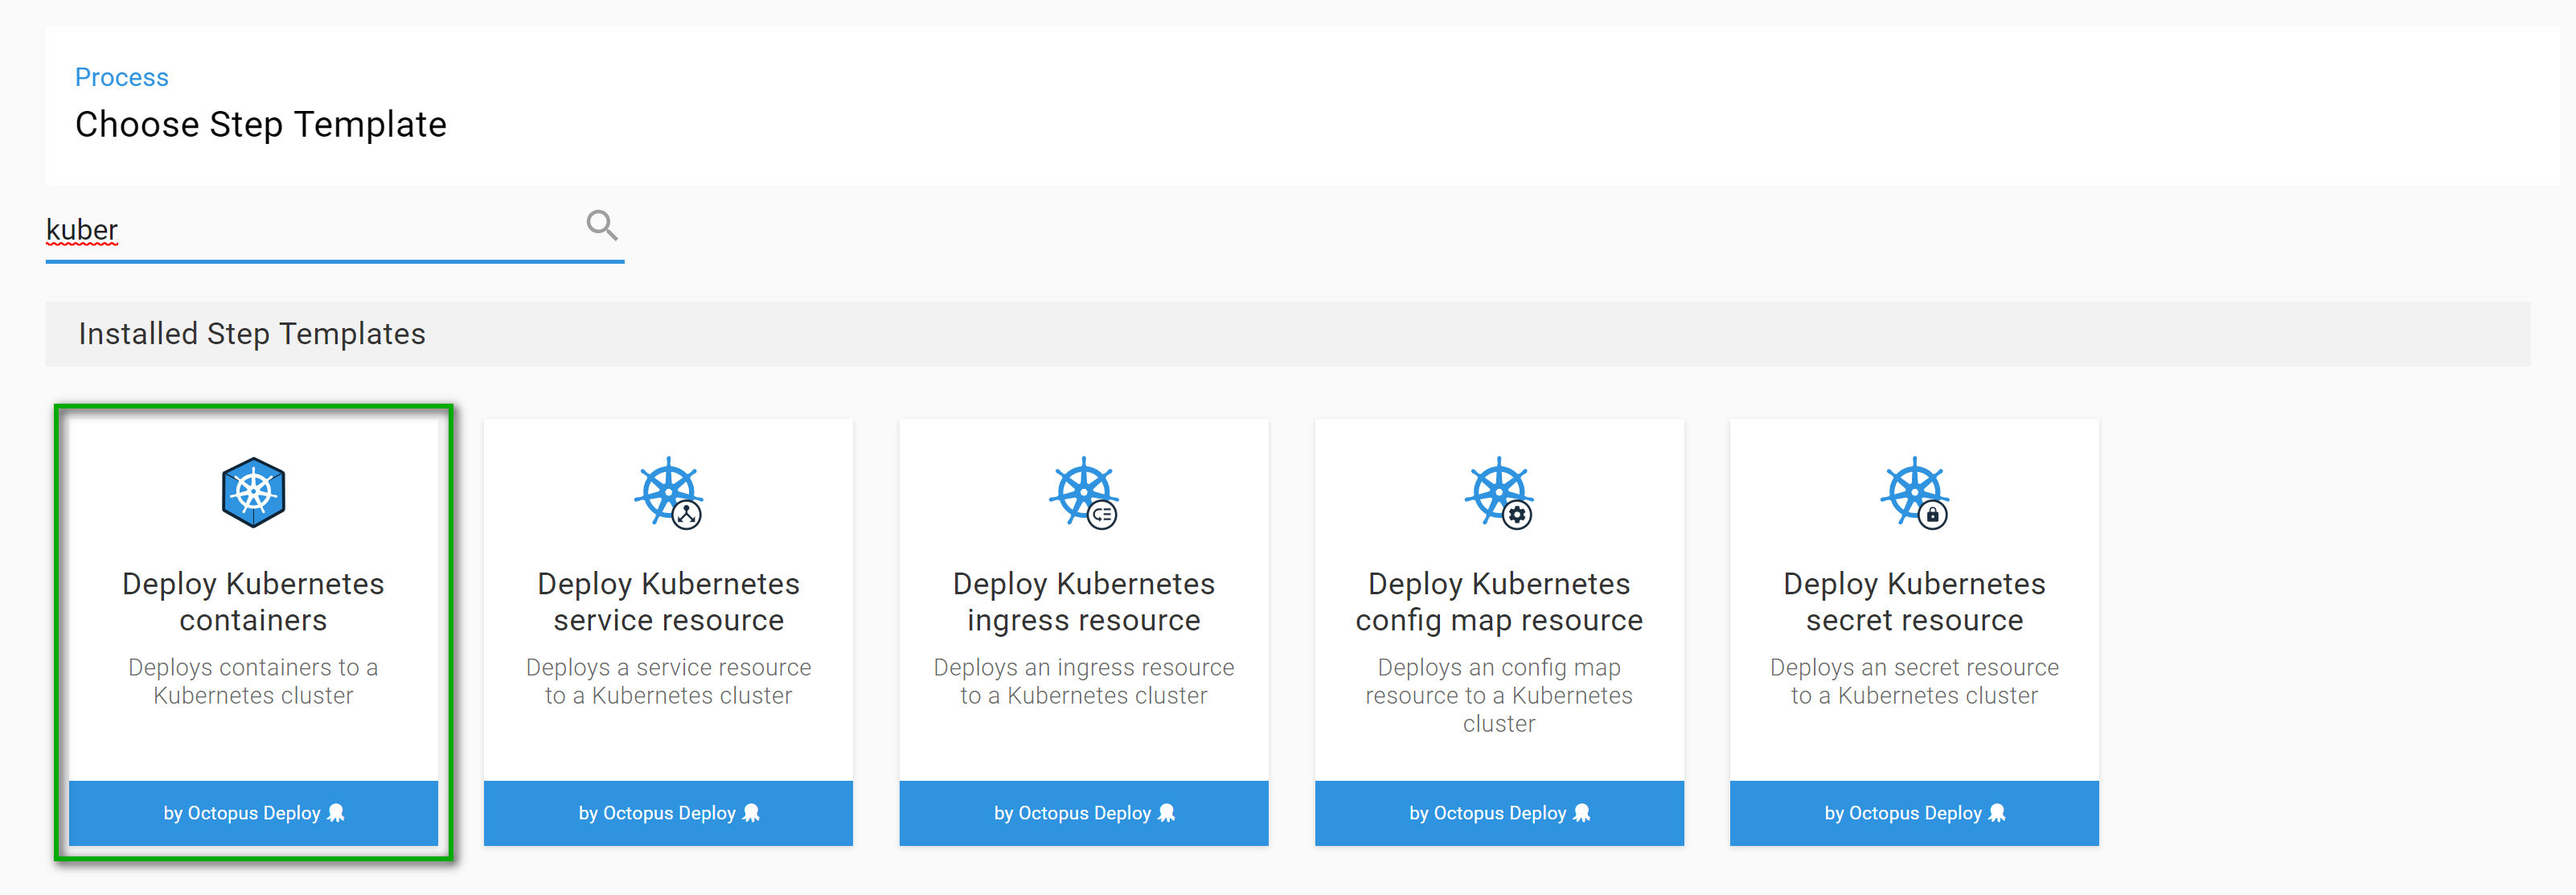 Process
Choose Step Template
kuber
Installed Step Templates
Deploy Kubernetes
containers
Deploys containers to a
Kubernetes cluster
by Octopus Deploy
Deploy Kubernetes
service resource
Deploys a service resource
to a Kubernetes cluster
by Octopus Deploy
Deploy Kubernetes
ingress resource
Deploys an ingress resource
to a Kubernetes cluster
by Octopus Deploy
Deploy Kubernetes
config map resource
Deploys an config map
resource to a Kubernetes
cluster
by Octopus Deploy
Deploy Kubernetes
secret resource
Deploys an secret resource
to a Kubernetes cluster
by Octopus Deploy